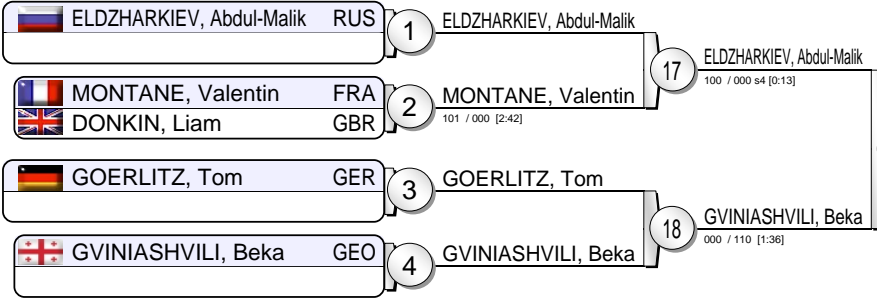 ELDZHARKIEV, Abdul-Malik RUS
1
ELDZHARKIEV, Abdul-Malik
17
ELDZHARKIEV, Abdul-Malik
100 / 000 s4 [0:13]
MONTANE, Valentin FRA
DONKIN, Liam GBR
2
MONTANE, Valentin
101 / 000 [2:42]
GOERLITZ, Tom GER
3
GOERLITZ, Tom
18
GVINIASHVILI, Beka
000 / 110 [1:36]
GVINIASHVILI, Beka GEO
4
GVINIASHVILI, Beka